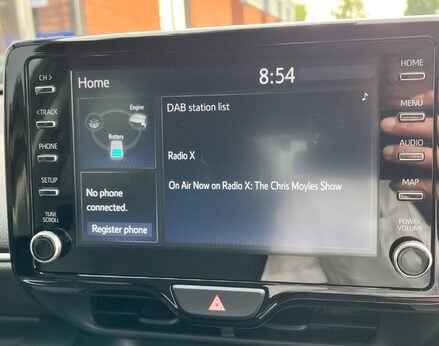 CH >
< TRACK
PHONE
SETUP
TUNE
SCROLL
Home
8:54
Engine
Battery
No phone
connected.
Register phone
DAB station list
Radio X
On Air Now on Radio X: The Chris Moyles Show
HOME
MENU
AUDIO
MAP
POWER
VOLUME